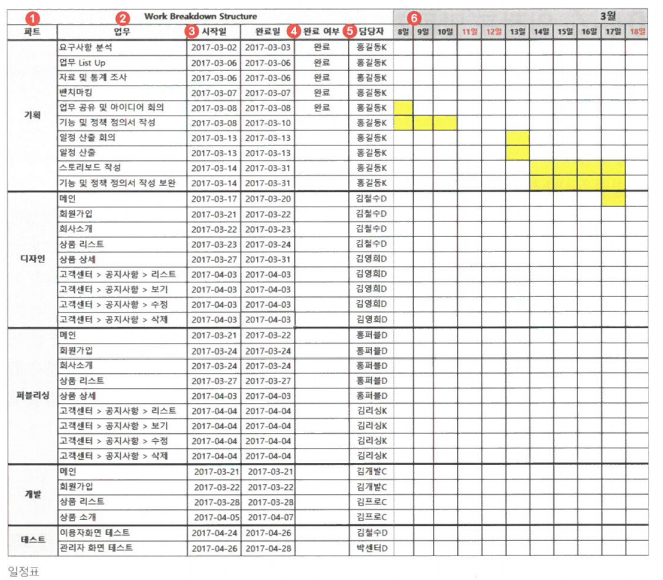 1 2 Work Breakdown Structure 6 3월
파트 업무 3 시작일 완료일 4 완료 여부 5 담당자 8일 9일 10일 11일 12일 13일 14일 15일 16일 17일 18일
기획
요구사항 분석 2017-03-02 2017-03-03 완료 홍길동K
업무 List Up 2017-03-06 2017-03-06 완료 홍길동K
자료 및 통계 조사 2017-03-06 2017-03-06 완료 홍길동K
벤치마킹 2017-03-07 2017-03-07 완료 홍길동K
업무 공유 및 아이디어 회의 2017-03-08 2017-03-08 완료 홍길동K
기능 및 정책 정의서 작성 2017-03-08 2017-03-10 홍길동K
일정 산출 회의 2017-03-13 2017-03-13 홍길동K
일정 산출 2017-03-13 2017-03-13 홍길동K
스토리보드 작성 2017-03-14 2017-03-31 홍길동K
기능 및 정책 정의서 작성 보완 2017-03-14 2017-03-31 홍길동K
디자인
메인 2017-03-17 2017-03-20 김철수D
회원가입 2017-03-21 2017-03-22 김철수D
회사소개 2017-03-22 2017-03-23 김철수D
상품 리스트 2017-03-23 2017-03-24 김철수D
상품 상세 2017-03-27 2017-03-31 김영희D
고객센터 > 공지사항 > 리스트 2017-04-03 2017-04-03 김영희D
고객센터 > 공지사항 > 보기 2017-04-03 2017-04-03 김영희D
고객센터 > 공지사항 > 수정 2017-04-03 2017-04-03 김영희D
고객센터 > 공지사항 > 삭제 2017-04-03 2017-04-03 김영희D
퍼블리싱
메인 2017-03-21 2017-03-22 홍퍼블D
회원가입 2017-03-24 2017-03-24 홍퍼블D
회사소개 2017-03-24 2017-03-24 홍퍼블D
상품 리스트 2017-03-27 2017-03-27 홍퍼블D
상품 상세 2017-04-03 2017-04-03 홍퍼블D
고객센터 > 공지사항 > 리스트 2017-04-04 2017-04-04 김리싱K
고객센터 > 공지사항 > 보기 2017-04-04 2017-04-04 김리싱K
고객센터 > 공지사항 > 수정 2017-04-04 2017-04-04 김리싱K
고객센터 > 공지사항 > 삭제 2017-04-04 2017-04-04 김리싱K
개발
메인 2017-03-21 2017-03-21 김개발C
회원가입 2017-03-22 2017-03-22 김개발C
상품 리스트 2017-03-28 2017-03-28 김프로C
상품 소개 2017-04-05 2017-04-07 김프로C
테스트
이용자화면 테스트 2017-04-24 2017-04-26 김철수D
관리자 화면 테스트 2017-04-26 2017-04-28 박센터D
일정표